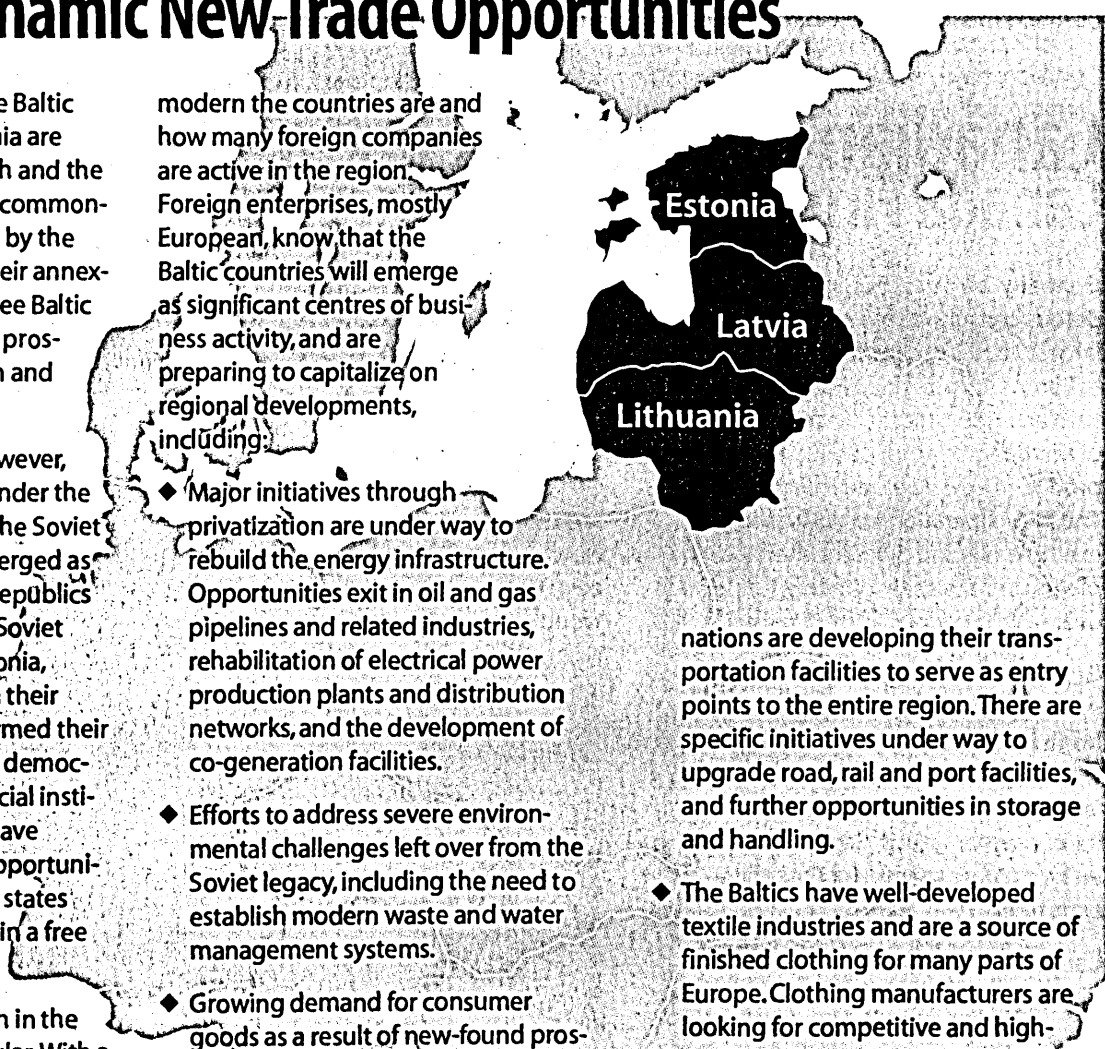 namic New Trade Opportunities
e Baltic
nia are
h and the
common-
by the
eir annex-
ee Baltic
pros-
n and
wever,
nder the
he Soviet
erged as
epublics
Soviet
onia,
their
rmed their
democ-
cial insti-
ave
pportuni-
states
in a free
n in the
modern the countries are and
how many foreign companies
are active in the region.
Foreign enterprises, mostly
European, know that the
Baltic countries will emerge
as significant centres of busi-
ness activity, and are
preparing to capitalize on
regional developments,
including:
◆ Major initiatives through
privatization are under way to
rebuild the energy infrastructure.
Opportunities exit in oil and gas
pipelines and related industries,
rehabilitation of electrical power
production plants and distribution
networks, and the development of
co-generation facilities.
◆ Efforts to address severe environ-
mental challenges left over from the
Soviet legacy, including the need to
establish modern waste and water
management systems.
◆ Growing demand for consumer
goods as a result of new-found pros-
Estonia
Latvia
Lithuania
nations are developing their trans-
portation facilities to serve as entry
points to the entire region. There are
specific initiatives under way to
upgrade road, rail and port facilities,
and further opportunities in storage
and handling.
◆ The Baltics have well-developed
textile industries and are a source of
finished clothing for many parts of
Europe. Clothing manufacturers are
looking for competitive and high-